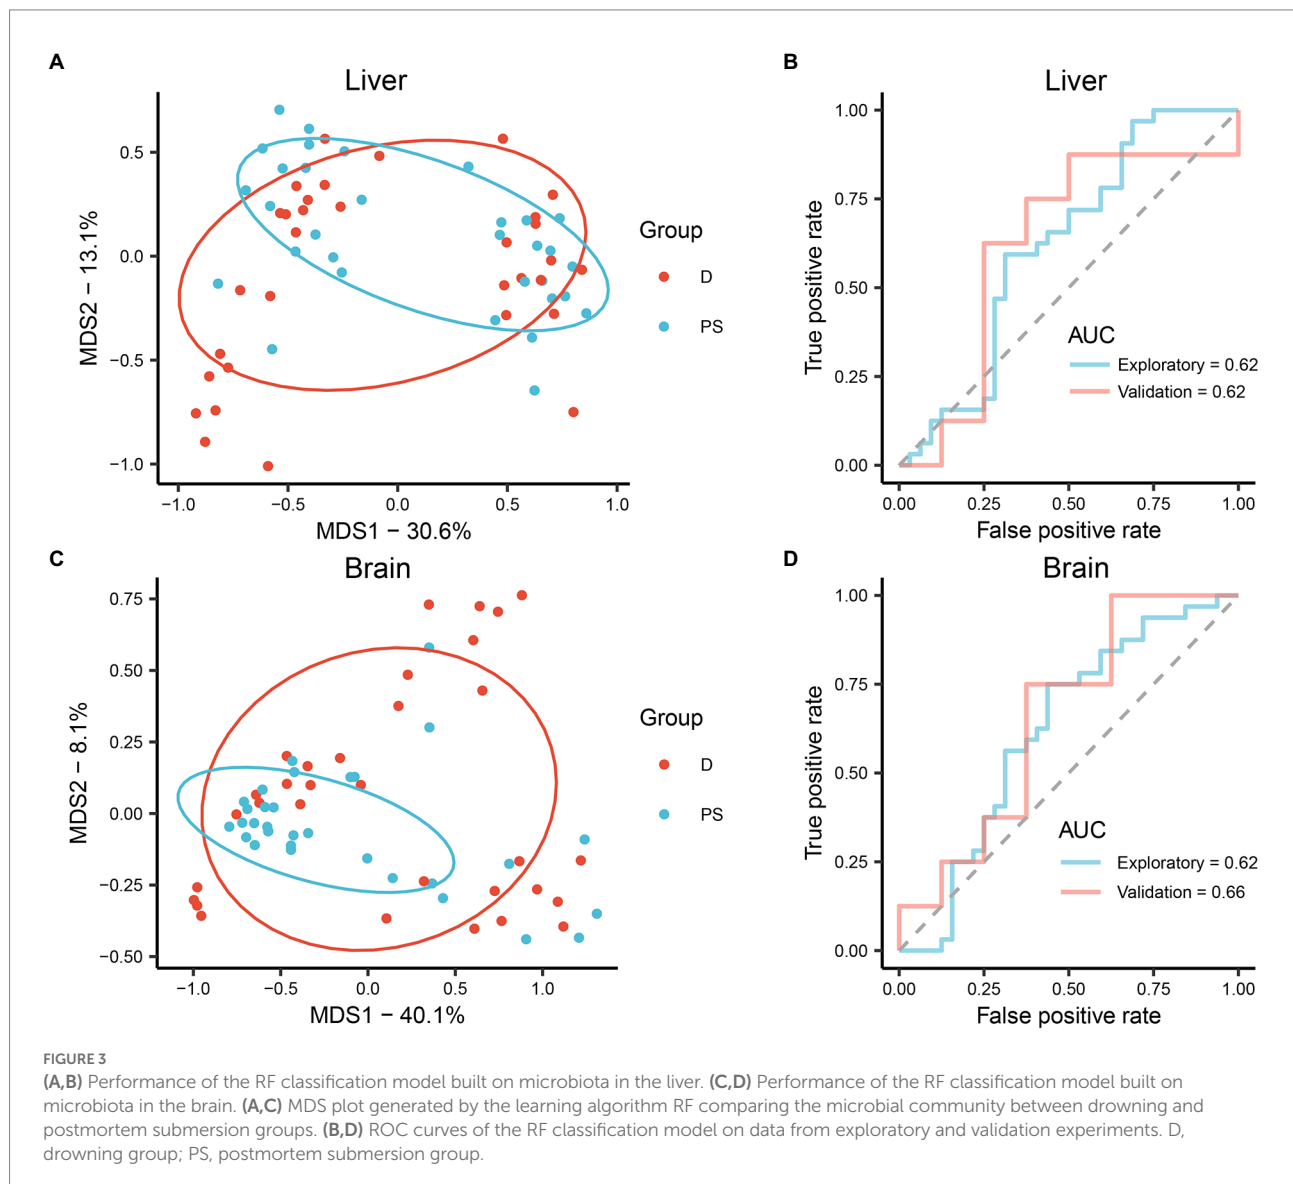 A
Liver
MDS2 − 13.1%
0.5
0.0
−0.5
−1.0
−1.0
−0.5
0.0
0.5
1.0
MDS1 − 30.6%
Group
D
PS
B
Liver
True positive rate
1.00
0.75
0.50
0.25
0.00
0.00
0.25
0.50
0.75
1.00
False positive rate
AUC
Exploratory = 0.62
Validation = 0.62
C
Brain
MDS2 − 8.1%
0.75
0.50
0.25
0.00
−0.25
−0.50
−1.0
−0.5
0.0
0.5
1.0
MDS1 − 40.1%
Group
D
PS
D
Brain
True positive rate
1.00
0.75
0.50
0.25
0.00
0.00
0.25
0.50
0.75
1.00
False positive rate
AUC
Exploratory = 0.62
Validation = 0.66
FIGURE 3
(A,B) Performance of the RF classification model built on microbiota in the liver. (C,D) Performance of the RF classification model built on
microbiota in the brain. (A,C) MDS plot generated by the learning algorithm RF comparing the microbial community between drowning and
postmortem submersion groups. (B,D) ROC curves of the RF classification model on data from exploratory and validation experiments. D,
drowning group; PS, postmortem submersion group.